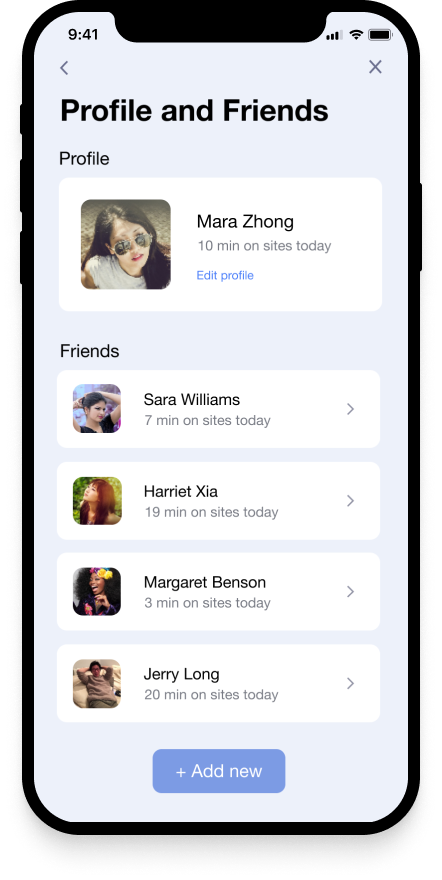 9:41
Profile and Friends
Profile
Mara Zhong
10 min on sites today
Edit profile
Friends
Sara Williams
7 min on sites today
Harriet Xia
19 min on sites today
Margaret Benson
3 min on sites today
Jerry Long
20 min on sites today
+ Add new